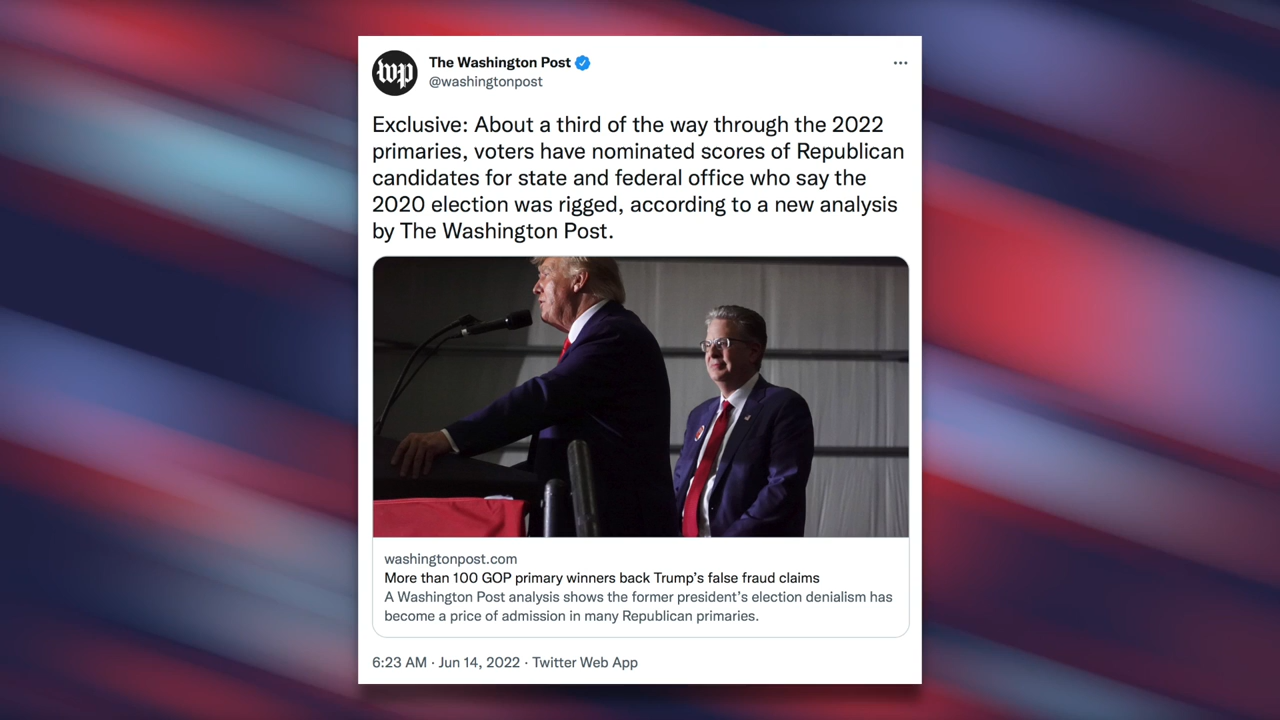 wp
The Washington Post
@washingtonpost
Exclusive: About a third of the way through the 2022
primaries, voters have nominated scores of Republican
candidates for state and federal office who say the
2020 election was rigged, according to a new analysis
by The Washington Post.
washingtonpost.com
More than 100 GOP primary winners back Trump's false fraud claims
A Washington Post analysis shows the former president's election denialism has
become a price of admission in many Republican primaries.
6:23 AM · Jun 14, 2022 · Twitter Web App